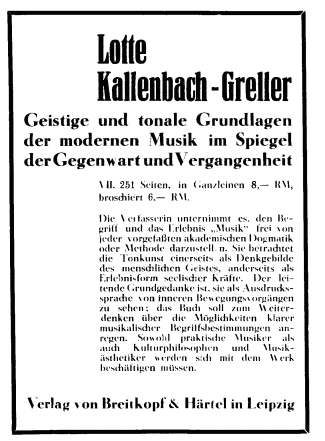 Lotte
Kallenbach-Greller
Geistige und tonale Grundlagen
der modernen Musik im Spiegel
der Gegenwart und Vergangenheit
VII. 251 Seiten, in Ganzleinen 8,— RM,
broschiert 6,— RM.
Die Verfasserin unternimmt es, den Be-
griff und das Erlebnis „Musik" frei von
jeder vorgefaßten akademischen Dogmatik
oder Methode darzustellen. Sie betrachtet
die Tonkunst einerseits als Denkgebilde
des menschlichen Geistes, anderseits als
Erlebnisform seelischer Kräfte. Der lei-
tende Grundgedanke ist, sie als Ausdrucks-
sprache von inneren Bewegungsvorgängen
zu sehen; das Buch soll zum Weiter-
denken über die Möglichkeiten klarer
musikalischer Begriffsbestimmungen an-
regen. Sowohl praktische Musiker als
auch Kulturphilosophen und Musik-
ästhetiker werden sich mit dem Werk
beschäftigen müssen.
Verlag von Breitkopf & Härtel in Leipzig